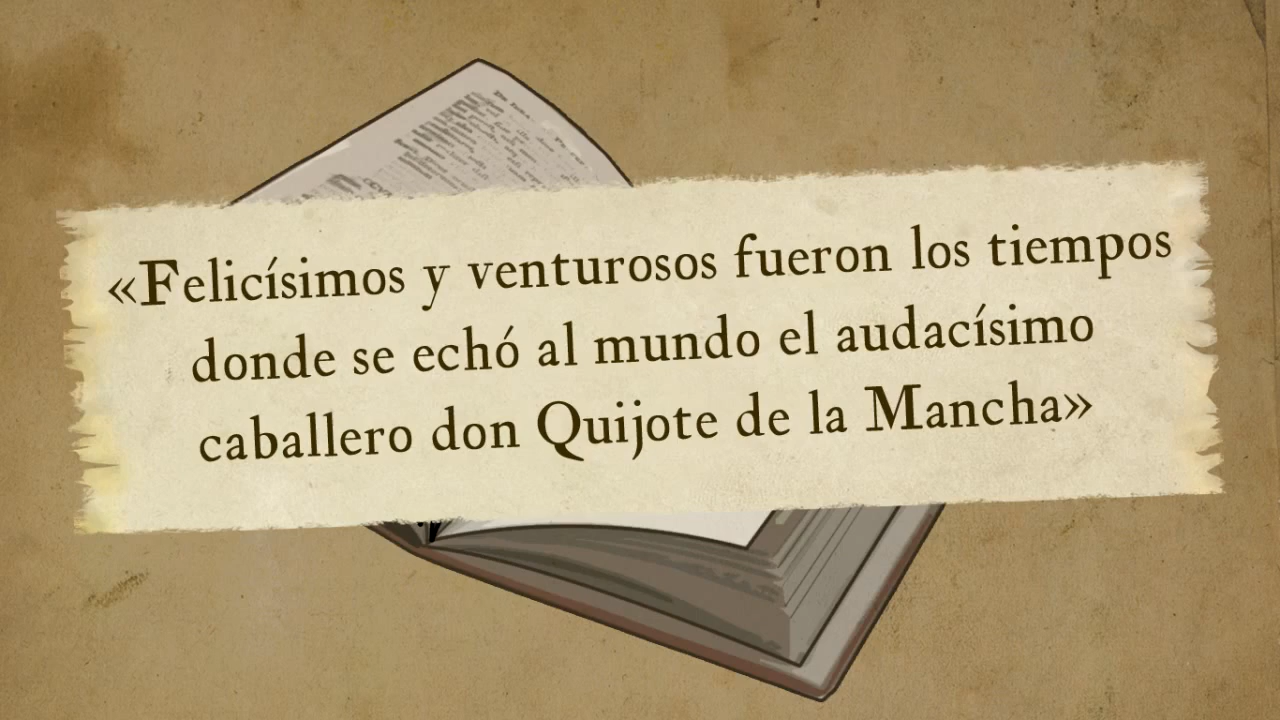 «Felicísimos y venturosos fueron los tiempos
donde se echó al mundo el audacísimo
caballero don Quijote de la Mancha»